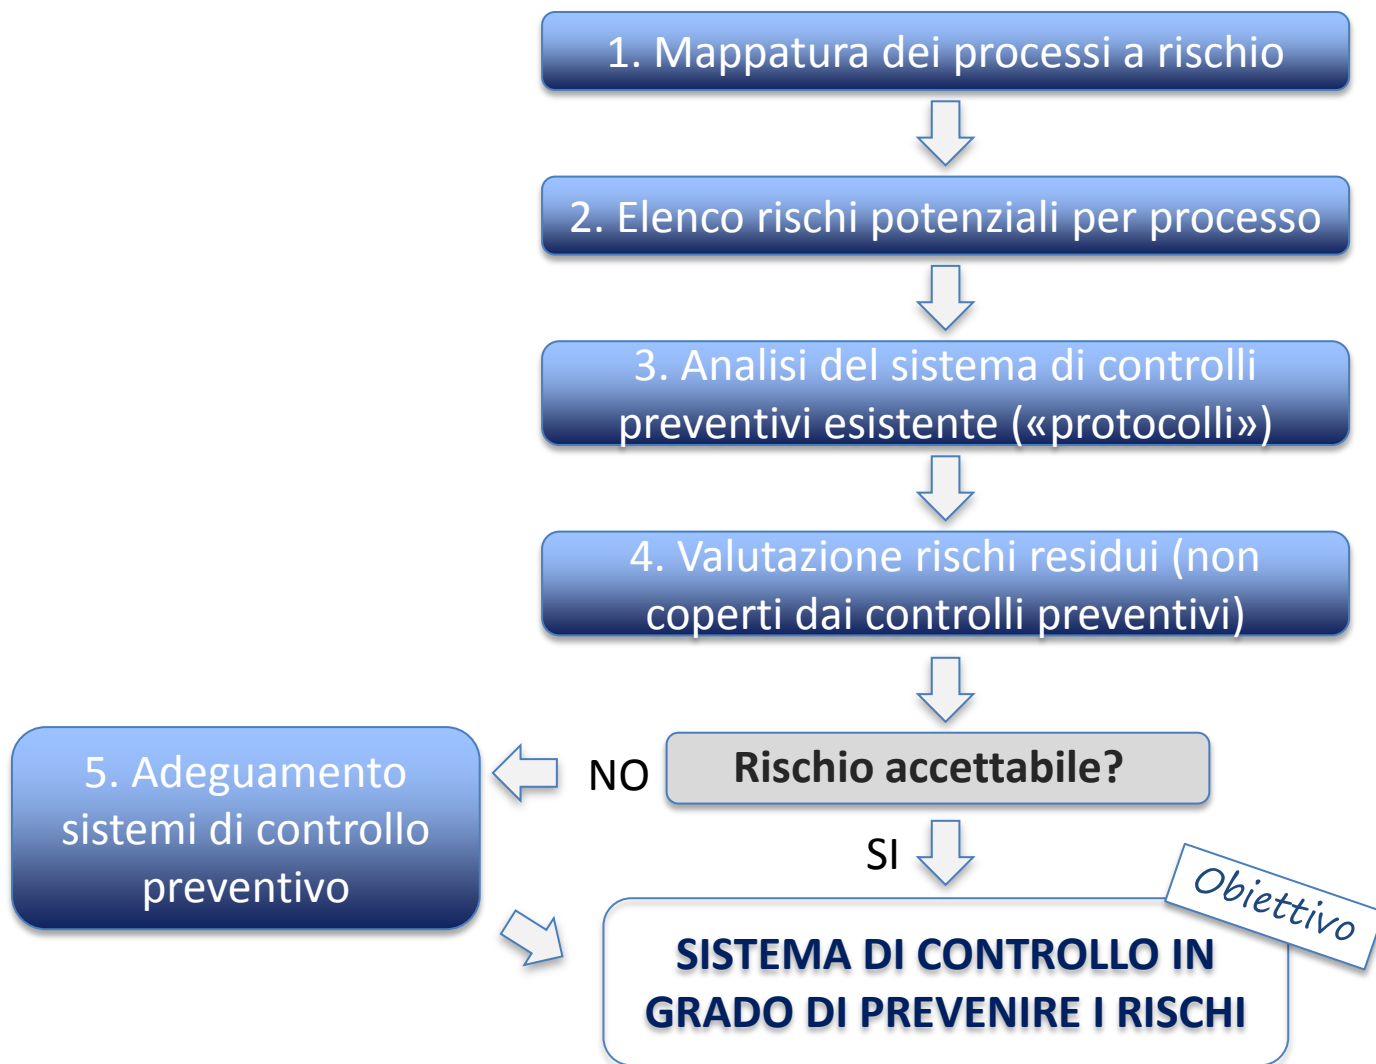 1. Mappatura dei processi a rischio
2. Elenco rischi potenziali per processo
3. Analisi del sistema di controlli
preventivi esistente («protocolli»)
4. Valutazione rischi residui (non
coperti dai controlli preventivi)
Rischio accettabile?
NO
5. Adeguamento
sistemi di controllo
preventivo
SI
Obiettivo
SISTEMA DI CONTROLLO IN
GRADO DI PREVENIRE I RISCHI